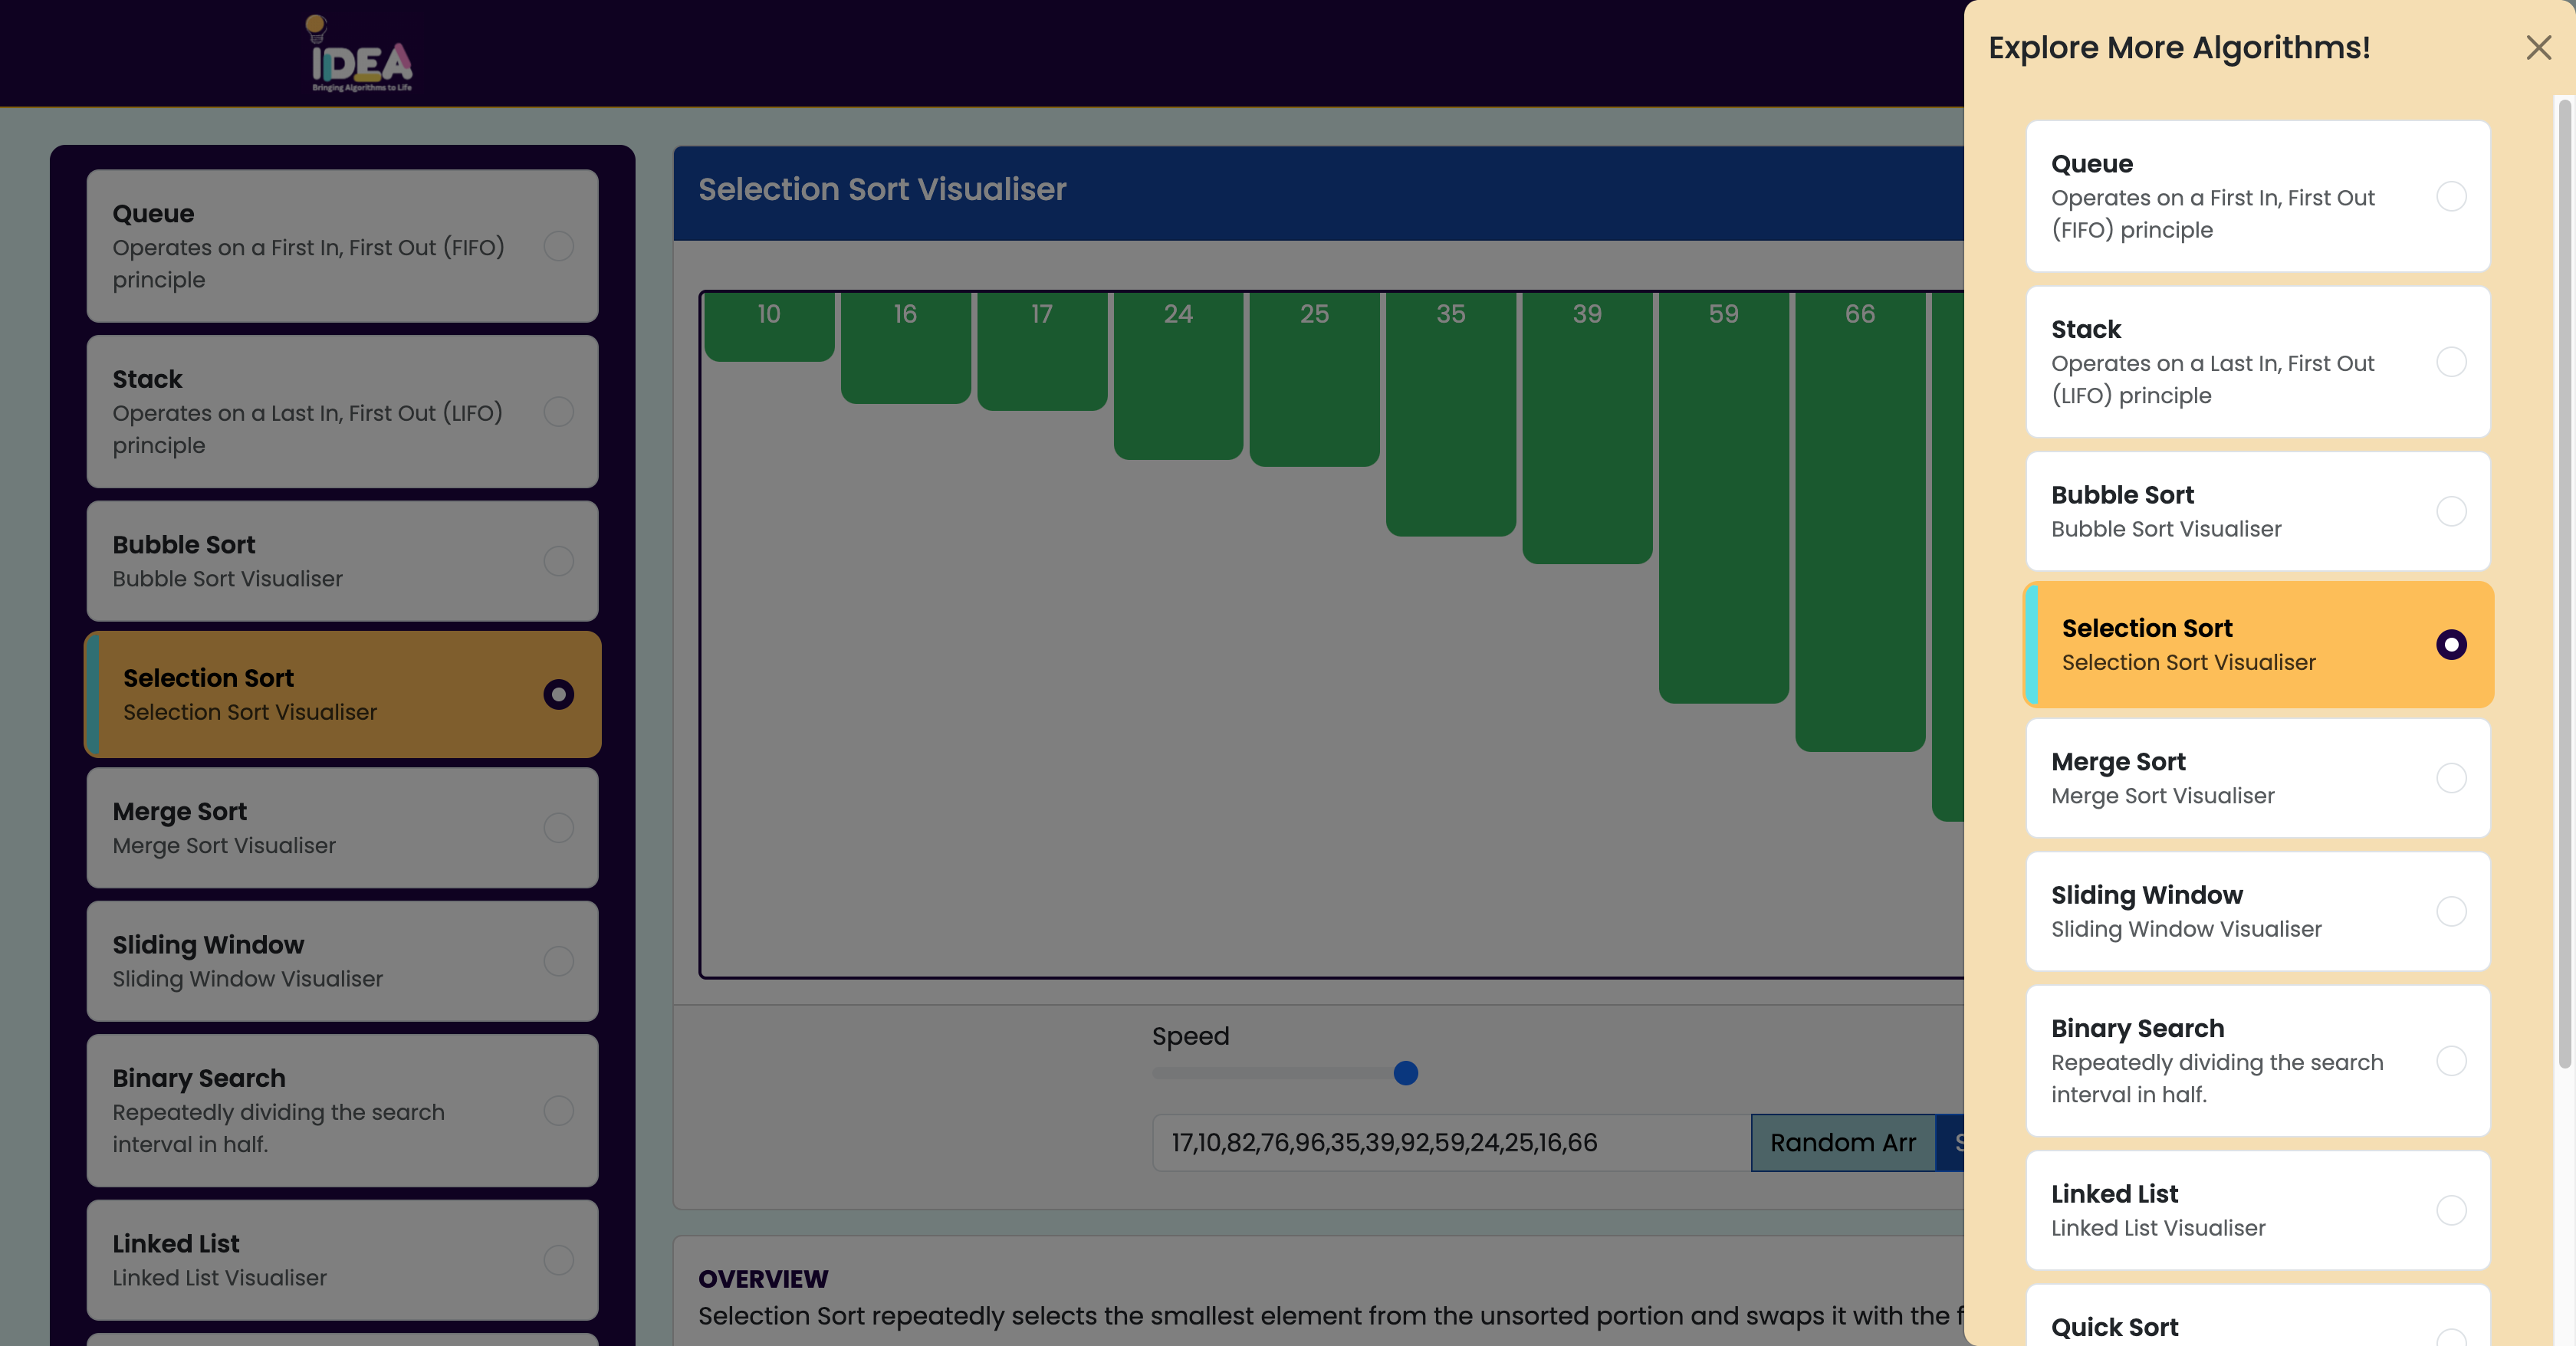 IDEA
Bringing Algorithms to Life
Queue
Operates on a First In, First Out (FIFO)
principle
Stack
Operates on a Last In, First Out (LIFO)
principle
Bubble Sort
Bubble Sort Visualiser
Selection Sort
Selection Sort Visualiser
Merge Sort
Merge Sort Visualiser
Sliding Window
Sliding Window Visualiser
Binary Search
Repeatedly dividing the search
interval in half.
Linked List
Linked List Visualiser
Selection Sort Visualiser
10 16 17 24 25 35 39 59 66
Speed
17,10,82,76,96,35,39,92,59,24,25,16,66
Random Arr
OVERVIEW
Selection Sort repeatedly selects the smallest element from the unsorted portion and swaps it with the f
Explore More Algorithms!
Queue
Operates on a First In, First Out
(FIFO) principle
Stack
Operates on a Last In, First Out
(LIFO) principle
Bubble Sort
Bubble Sort Visualiser
Selection Sort
Selection Sort Visualiser
Merge Sort
Merge Sort Visualiser
Sliding Window
Sliding Window Visualiser
Binary Search
Repeatedly dividing the search
interval in half.
Linked List
Linked List Visualiser
Quick Sort